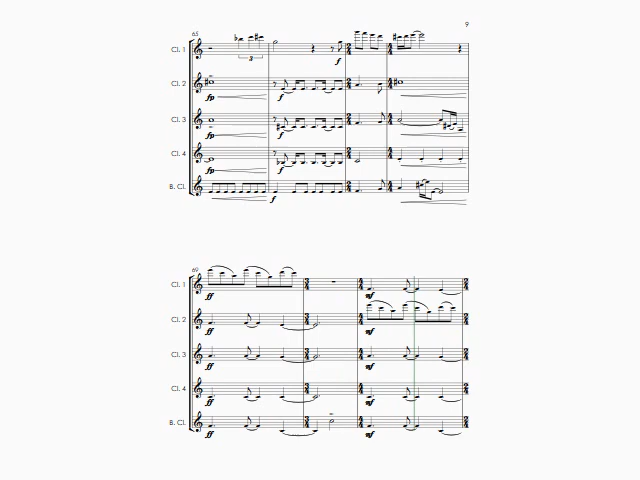 9
65
Cl. 1
3
f
Cl. 2
fp f
Cl. 3
fp f
Cl. 4
fp f
B. Cl.
f
69
Cl. 1
ff mf
Cl. 2
ff mf
Cl. 3
ff mf
Cl. 4
ff mf
B. Cl.
ff mf